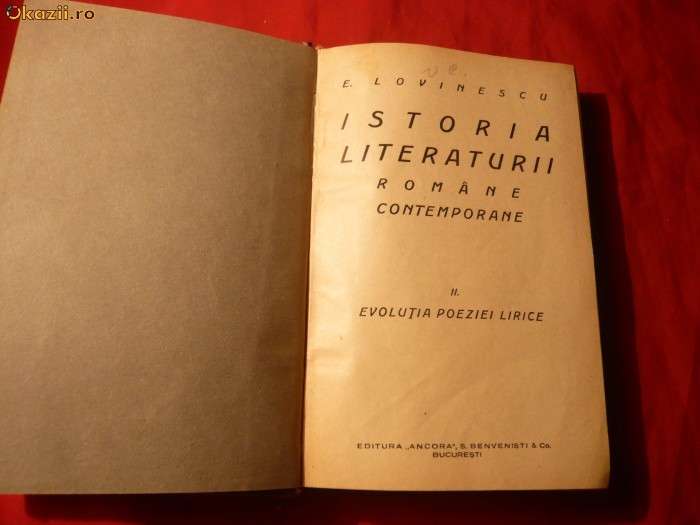 Okazii.ro
E. LOVINESCU
ISTORIA
LITERATURII
ROMÂNE
CONTEMPORANE
II.
EVOLUȚIA POEZIEI LIRICE
EDITURA „ANCORA", S. BENVENISTI & Co.
BUCUREȘTI